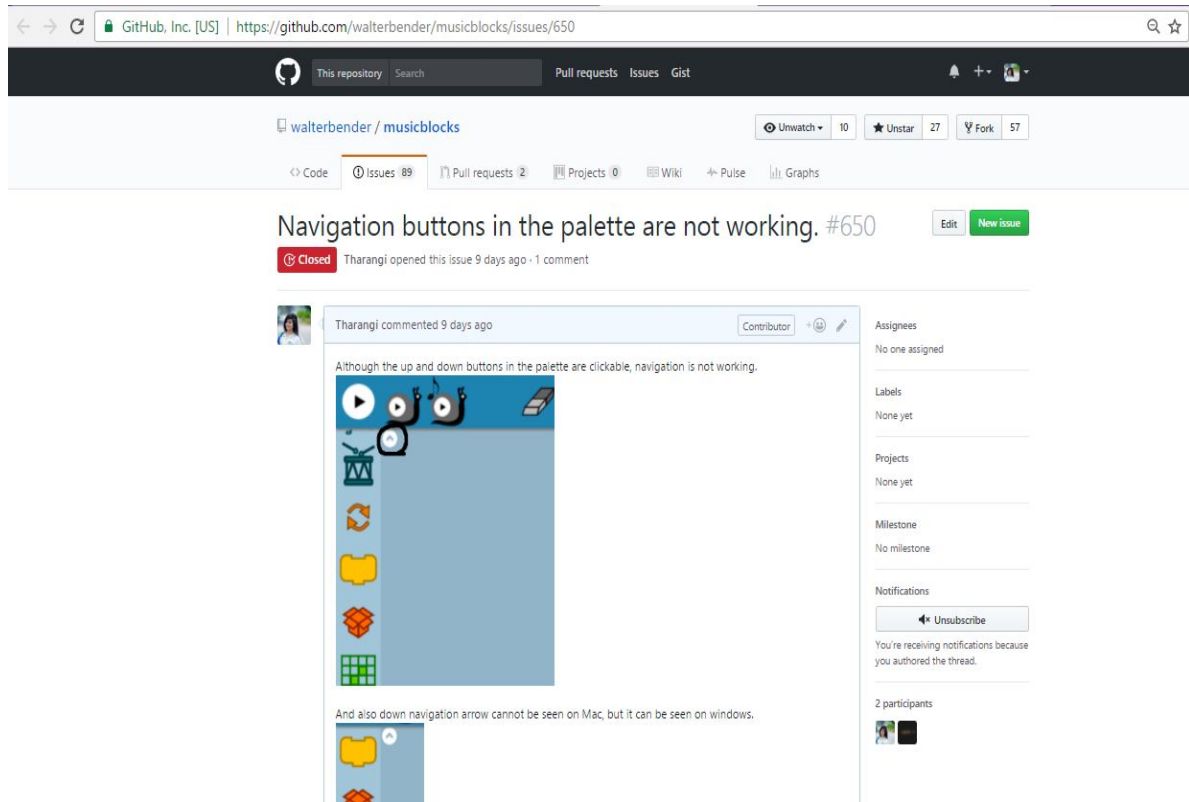 GitHub, Inc. [US] | https://github.com/walterbender/musicblocks/issues/650
This repository Search Pull requests Issues Gist
walterbender / musicblocks Unwatch 10 Unstar 27 Fork 57
Code Issues 89 Pull requests 2 Projects 0 Wiki Pulse Graphs
Navigation buttons in the palette are not working. #650 Edit New issue
Closed Tharangi opened this issue 9 days ago · 1 comment
Tharangi commented 9 days ago Contributor
Although the up and down buttons in the palette are clickable, navigation is not working.
And also down navigation arrow cannot be seen on Mac, but it can be seen on windows.
Assignees
No one assigned
Labels
None yet
Projects
None yet
Milestone
No milestone
Notifications
Unsubscribe
You're receiving notifications because
you authored the thread.
2 participants